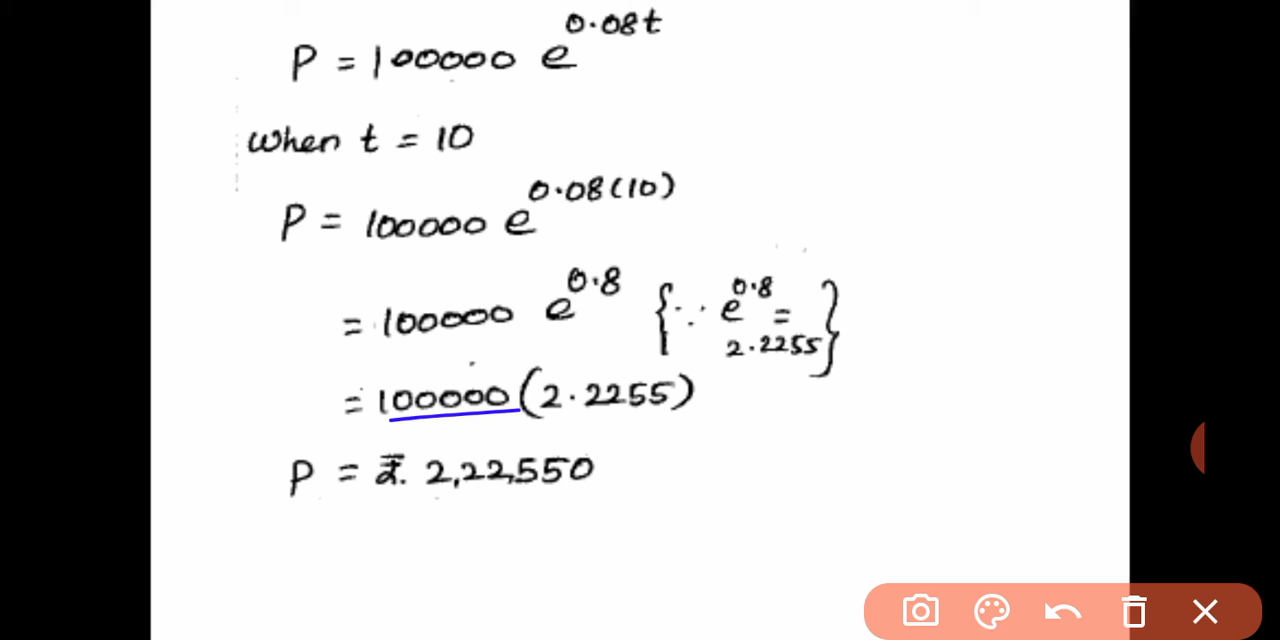 P = 100000 e^0.08t
when t = 10
P = 100000 e^0.08(10)
= 100000 e^0.8 {∵ e^0.8 = 2.2255}
= 100000 (2.2255)
P = ₹. 2,22,550